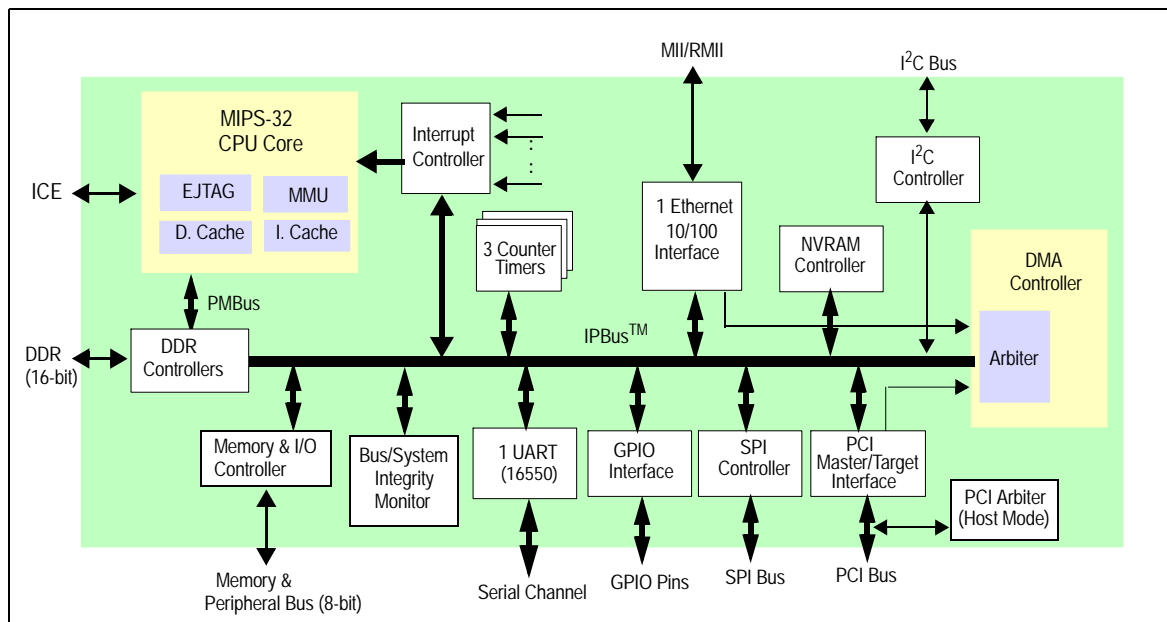 MII/RMII
I²C Bus
MIPS-32
CPU Core
EJTAG
MMU
D. Cache
I. Cache
Interrupt
Controller
:
:
I²C
Controller
ICE
1 Ethernet
10/100
Interface
3 Counter
Timers
NVRAM
Controller
DMA
Controller
Arbiter
PMBus
IPBus™
DDR
(16-bit)
DDR
Controllers
Memory & I/O
Controller
Bus/System
Integrity
Monitor
1 UART
(16550)
GPIO
Interface
SPI
Controller
PCI
Master/Target
Interface
PCI Arbiter
(Host Mode)
Memory &
Peripheral Bus (8-bit)
Serial Channel
GPIO Pins
SPI Bus
PCI Bus